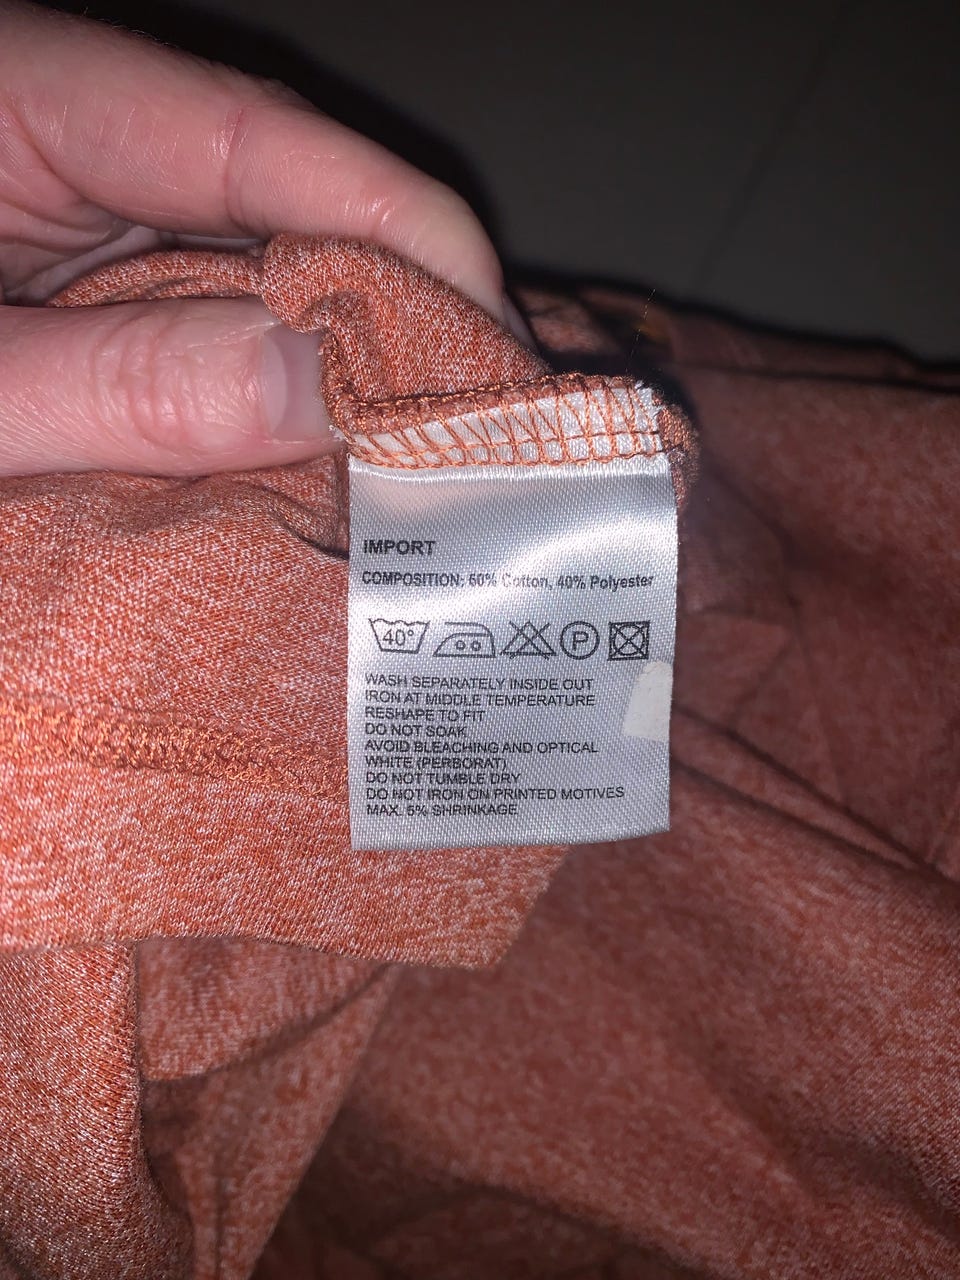 IMPORT
COMPOSITION: 60% Cotton, 40% Polyester
40° P
WASH SEPARATELY INSIDE OUT
IRON AT MIDDLE TEMPERATURE
RESHAPE TO FIT
DO NOT SOAK
AVOID BLEACHING AND OPTICAL
WHITE (PERBORAT)
DO NOT TUMBLE DRY
DO NOT IRON ON PRINTED MOTIVES
MAX. 5% SHRINKAGE